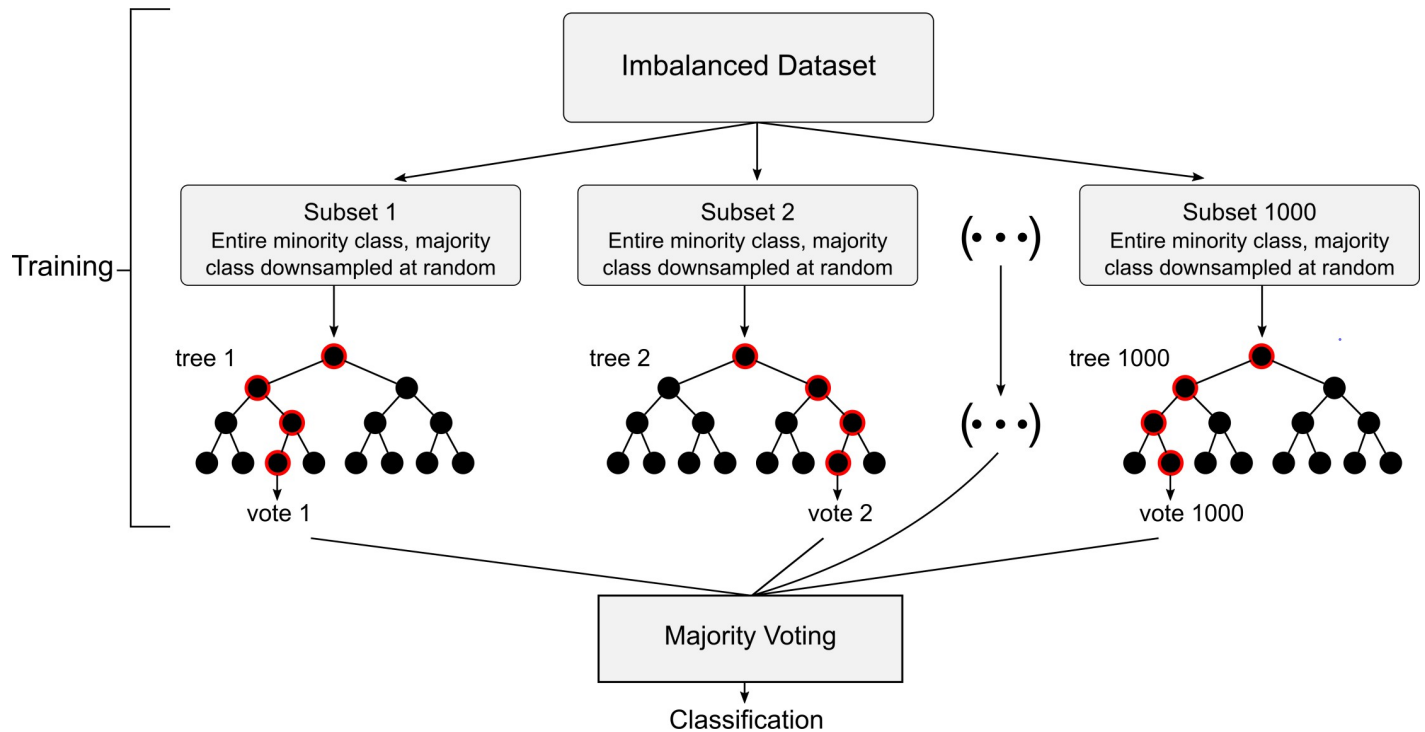 Imbalanced Dataset
Subset 1
Entire minority class, majority
class downsampled at random
Subset 2
Entire minority class, majority
class downsampled at random
(• • •)
Subset 1000
Entire minority class, majority
class downsampled at random
Training
tree 1
tree 2
(• • •)
tree 1000
vote 1
vote 2
vote 1000
Majority Voting
Classification